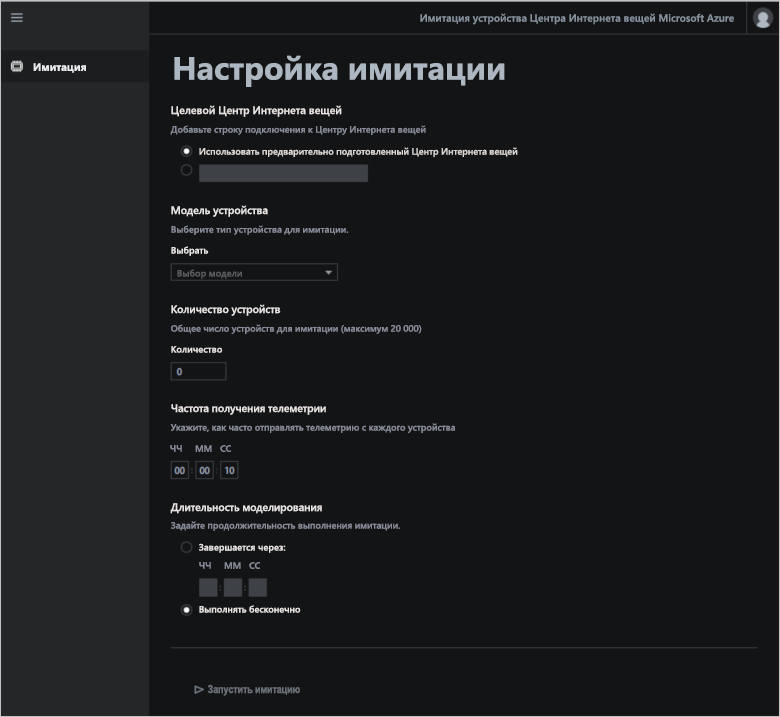 Имитация устройства Центра Интернета вещей Microsoft Azure
Имитация
Настройка имитации
Целевой Центр Интернета вещей
Добавьте строку подключения к Центру Интернета вещей
Использовать предварительно подготовленный Центр Интернета вещей
Модель устройства
Выберите тип устройства для имитации.
Выбрать
Выбор модели
Количество устройств
Общее число устройств для имитации (максимум 20 000)
Количество
0
Частота получения телеметрии
Укажите, как часто отправлять телеметрию с каждого устройства
ЧЧ ММ СС
00 : 00 : 10
Длительность моделирования
Задайте продолжительность выполнения имитации.
Завершается через:
ЧЧ ММ СС
: :
Выполнять бесконечно
Запустить имитацию